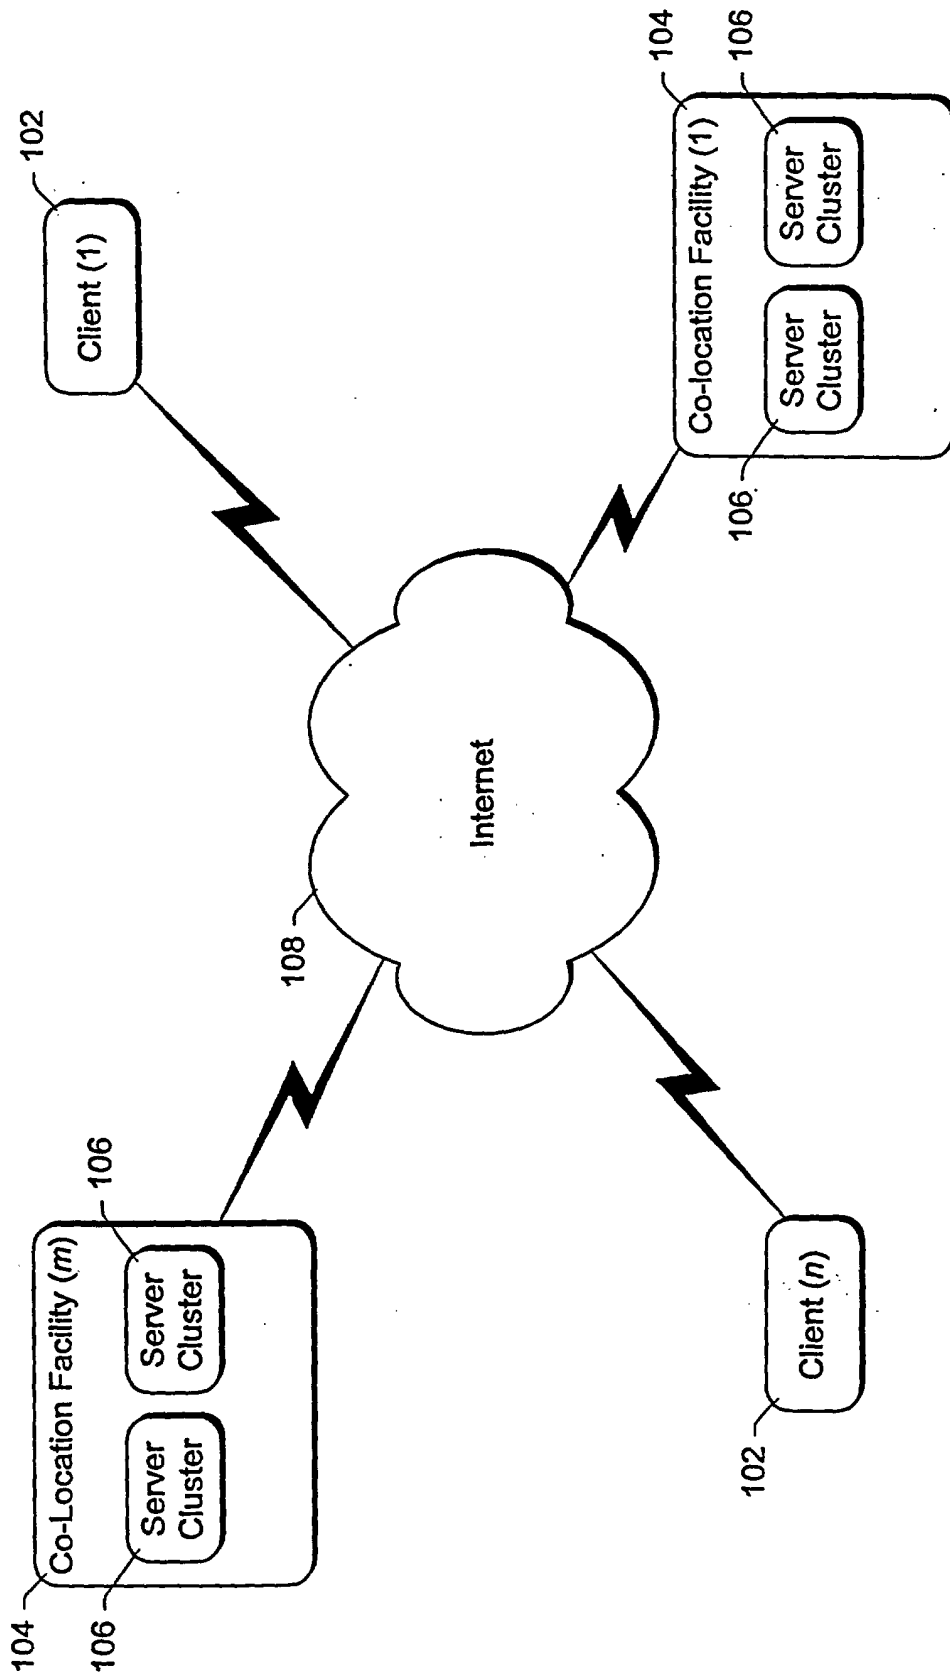 104
Co-Location Facility (m)
106
Server
Cluster
106
Server
Cluster
102
Client (1)
108
Internet
102
Client (n)
104
Co-location Facility (1)
106
Server
Cluster
106
Server
Cluster